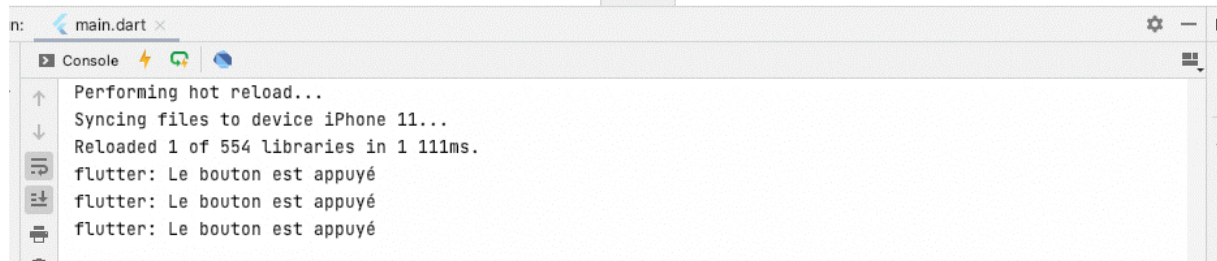 n: main.dart
Console
Performing hot reload...
Syncing files to device iPhone 11...
Reloaded 1 of 554 libraries in 1 111ms.
flutter: Le bouton est appuyé
flutter: Le bouton est appuyé
flutter: Le bouton est appuyé